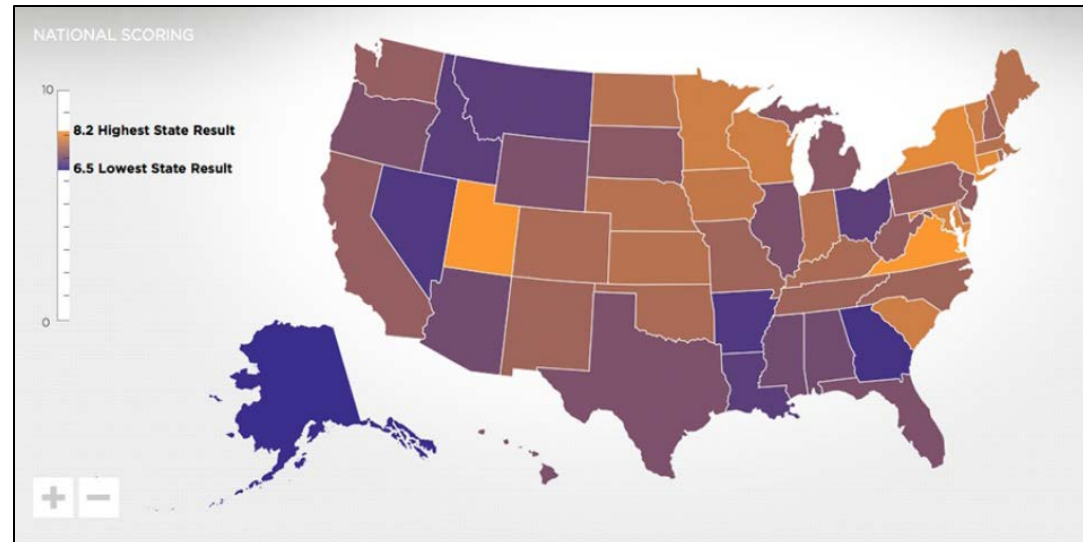 NATIONAL SCORING
10
8.2 Highest State Result
6.5 Lowest State Result
0